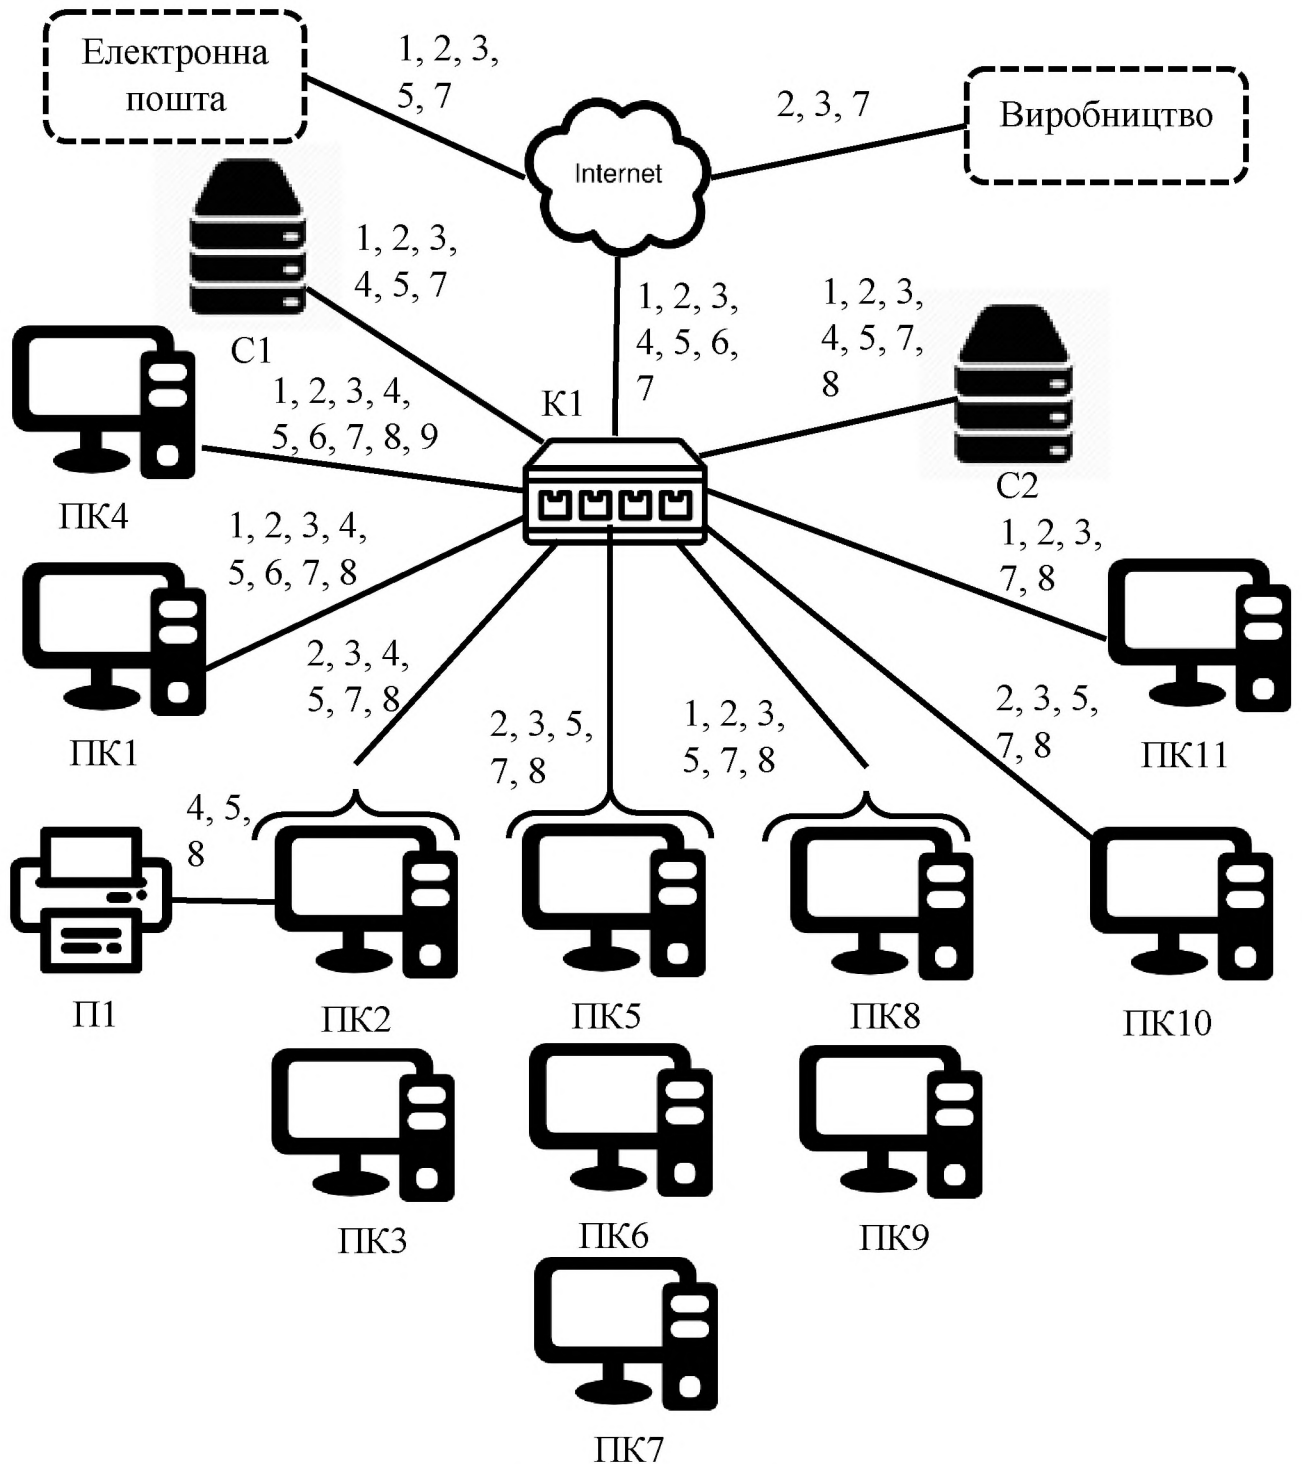 Електронна
пошта
1, 2, 3,
5, 7
Internet
2, 3, 7
Виробництво
С1
1, 2, 3,
4, 5, 7
1, 2, 3,
4, 5, 6,
7
1, 2, 3,
4, 5, 7,
8
С2
К1
ПК4
1, 2, 3, 4,
5, 6, 7, 8, 9
ПК1
1, 2, 3, 4,
5, 6, 7, 8
1, 2, 3,
7, 8
ПК11
2, 3, 4,
5, 7, 8
2, 3, 5,
7, 8
1, 2, 3,
5, 7, 8
2, 3, 5,
7, 8
4, 5,
8
П1
ПК2
ПК5
ПК8
ПК10
ПК3
ПК6
ПК9
ПК7